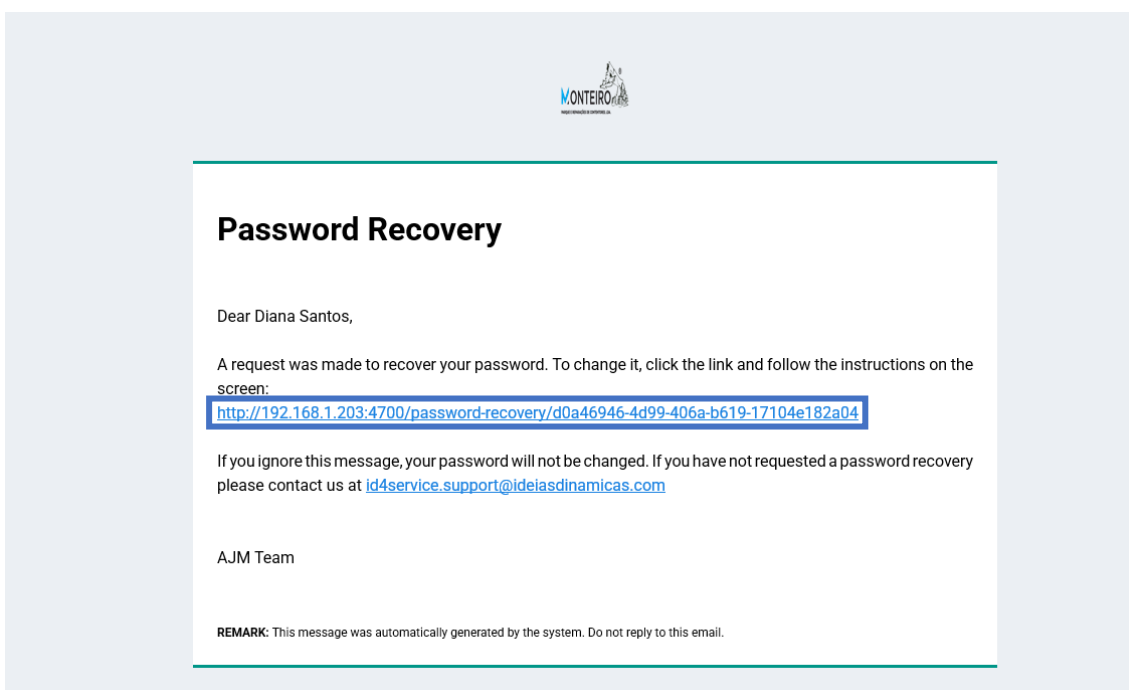 MONTEIRO
Password Recovery
Dear Diana Santos,
A request was made to recover your password. To change it, click the link and follow the instructions on the
screen:
http://192.168.1.203:4700/password-recovery/d0a46946-4d99-406a-b619-17104e182a04
If you ignore this message, your password will not be changed. If you have not requested a password recovery
please contact us at id4service.support@ideiasdinamicas.com
AJM Team
REMARK: This message was automatically generated by the system. Do not reply to this email.